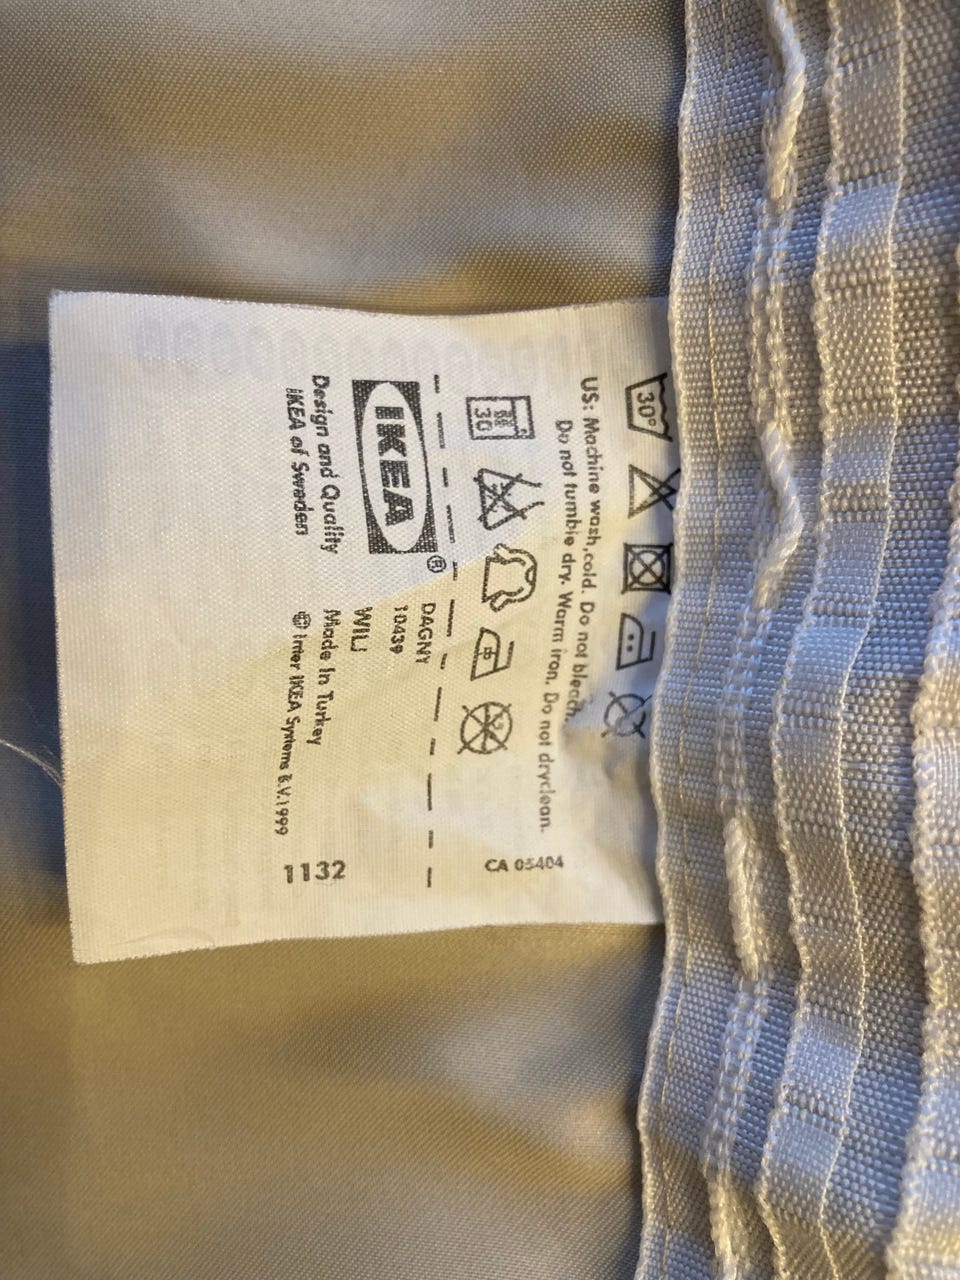 30°
US: Machine wash,cold. Do not bleach.
Do not tumble dry. Warm iron. Do not dryclean.
30
CA 05404
IKEA®
DAGNY
10439
Design and Quality
IKEA of Sweden
Made In Turkey
© Inter IKEA Systems B.V.1999
1132